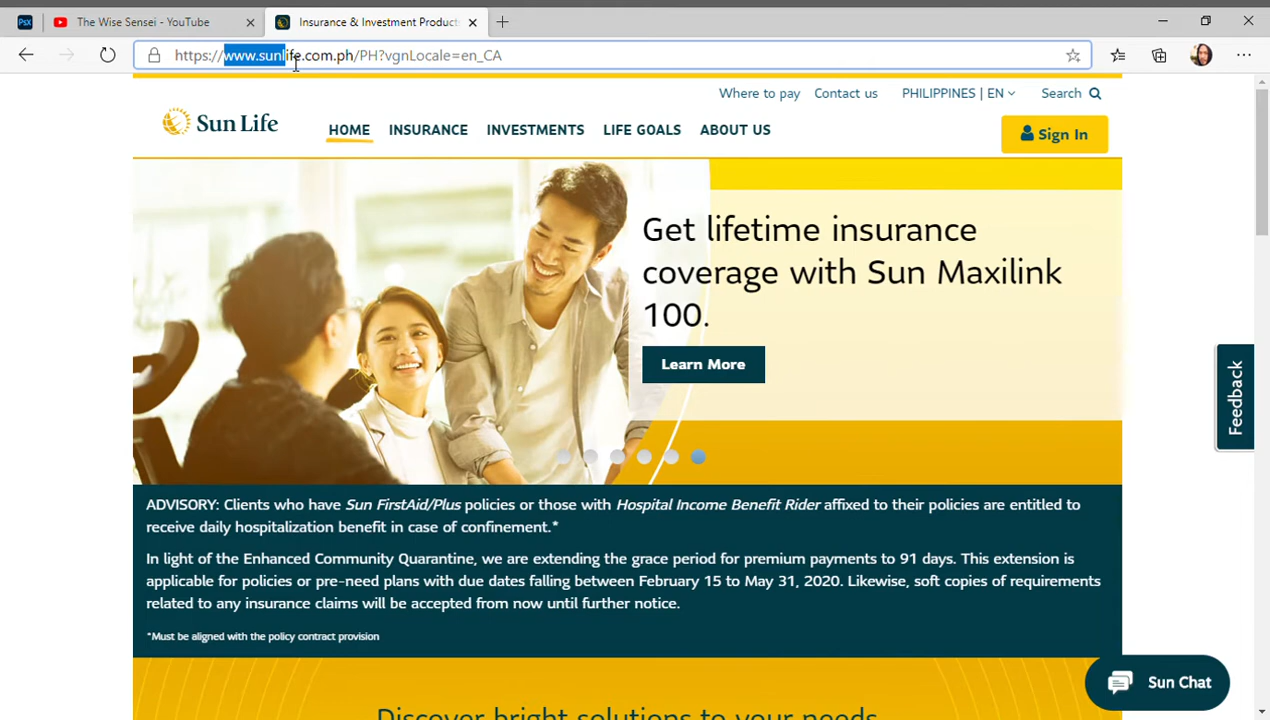 The Wise Sensei - YouTube
Insurance & Investment Product
https://www.sunlife.com.ph/PH?vgnLocale=en_CA
Where to pay Contact us PHILIPPINES | EN Search
Sun Life HOME INSURANCE INVESTMENTS LIFE GOALS ABOUT US Sign In
Get lifetime insurance
coverage with Sun Maxilink
100.
Learn More
Feedback
ADVISORY: Clients who have Sun FirstAid/Plus policies or those with Hospital Income Benefit Rider affixed to their policies are entitled to
receive daily hospitalization benefit in case of confinement.*
In light of the Enhanced Community Quarantine, we are extending the grace period for premium payments to 91 days. This extension is
applicable for policies or pre-need plans with due dates falling between February 15 to May 31, 2020. Likewise, soft copies of requirements
related to any insurance claims will be accepted from now until further notice.
*Must be aligned with the policy contract provision
Sun Chat
Discover bright solutions to your needs